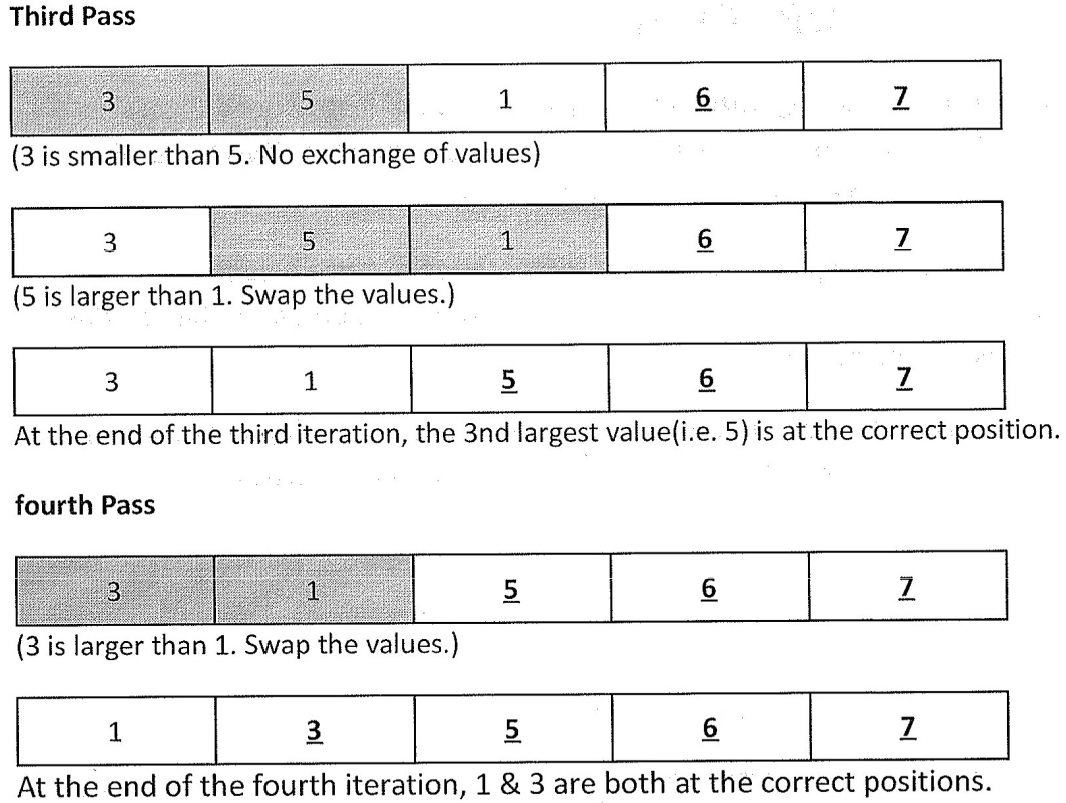 Third Pass
3 5 1 6 7
(3 is smaller than 5. No exchange of values)
3 5 1 6 7
(5 is larger than 1. Swap the values.)
3 1 5 6 7
At the end of the third iteration, the 3nd largest value(i.e. 5) is at the correct position.
fourth Pass
3 1 5 6 7
(3 is larger than 1. Swap the values.)
1 3 5 6 7
At the end of the fourth iteration, 1 & 3 are both at the correct positions.